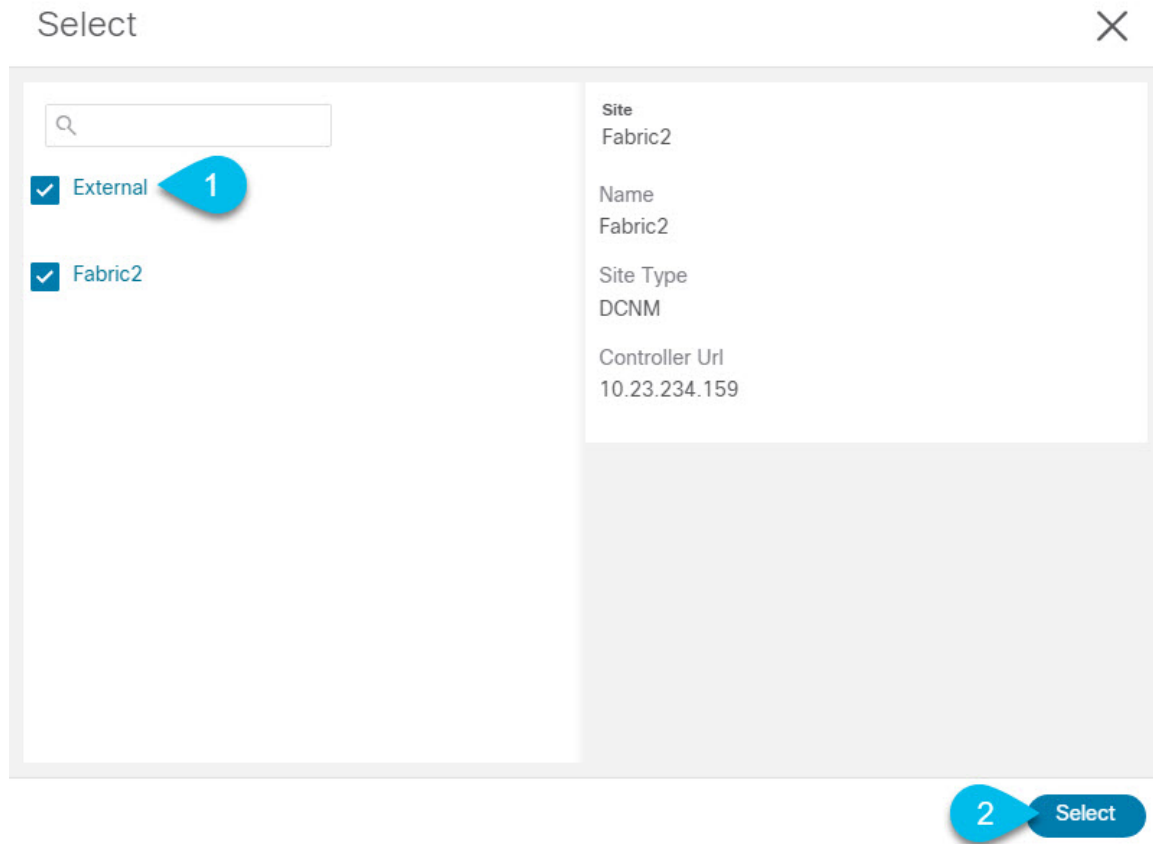 Select
External
1
Fabric2
Site
Fabric2
Name
Fabric2
Site Type
DCNM
Controller Url
10.23.234.159
2
Select